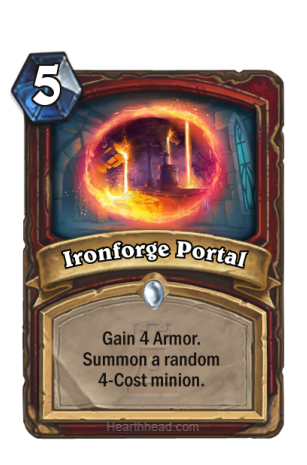 5
Ironforge Portal
Gain 4 Armor.
Summon a random
4-Cost minion.
Hearthhead.com